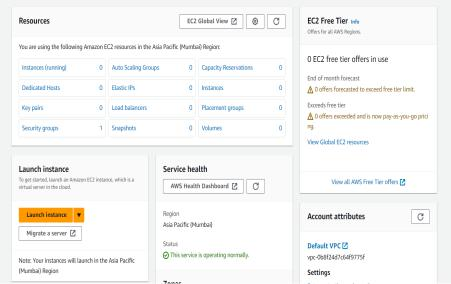 Resources
EC2 Global View
You are using the following Amazon EC2 resources in the Asia Pacific (Mumbai) Region:
Instances (running) 0
Auto Scaling Groups 0
Capacity Reservations 0
Dedicated Hosts 0
Elastic IPs 0
Instances 0
Key pairs 0
Load balancers 0
Placement groups 0
Security groups 1
Snapshots 0
Volumes 0
Launch instance
To get started, launch an Amazon EC2 instance, which is a
virtual server in the cloud.
Launch instance
Migrate a server
Note: Your instances will launch in the Asia Pacific
(Mumbai) Region
Service health
AWS Health Dashboard
Region
Asia Pacific (Mumbai)
Status
This service is operating normally.
Zones
EC2 Free Tier Info
Offers for all AWS Regions.
0 EC2 free tier offers in use
End of month forecast
0 offers forecasted to exceed free tier limit.
Exceeds free tier
0 offers exceeded and is now pay-as-you-go prici
ng.
View Global EC2 resources
View all AWS Free Tier offers
Account attributes
Default VPC
Settings